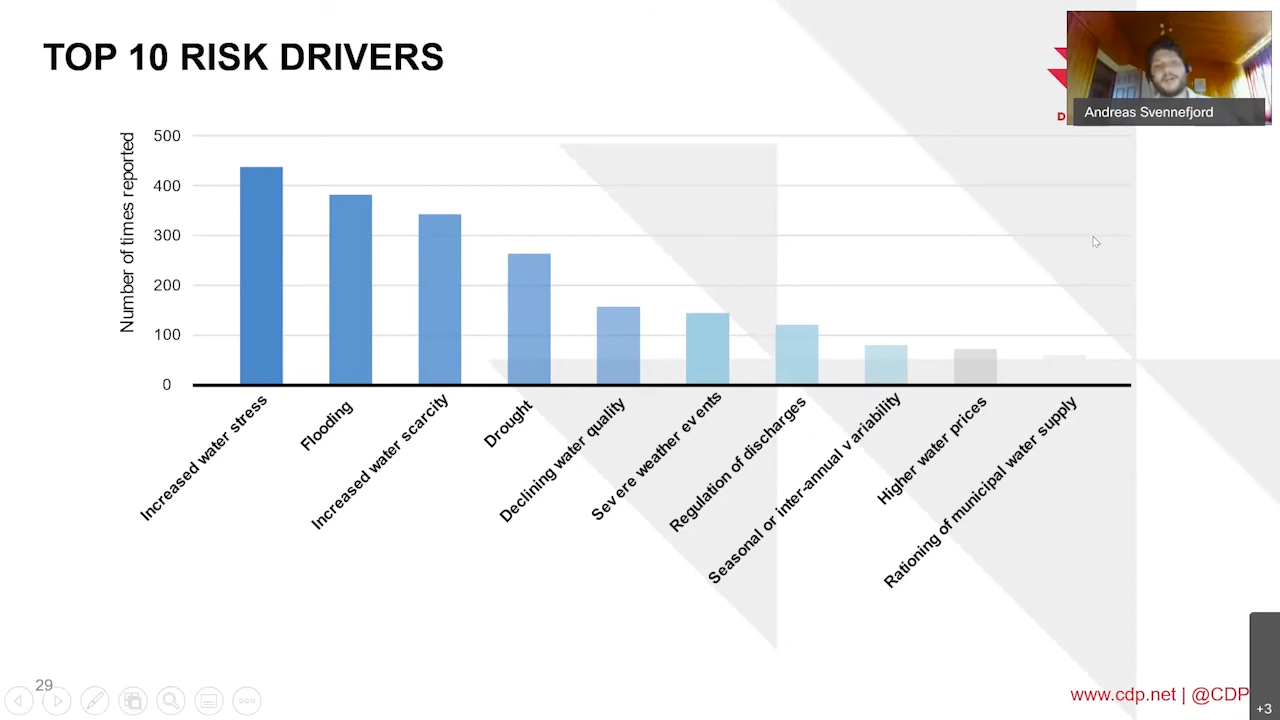 TOP 10 RISK DRIVERS
Andreas Svennefjord
D
Number of times reported
500
400
300
200
100
0
Increased water stress
Flooding
Increased water scarcity
Drought
Declining water quality
Severe weather events
Regulation of discharges
Seasonal or inter-annual variability
Higher water prices
Rationing of municipal water supply
29
www.cdp.net | @CDP
+3